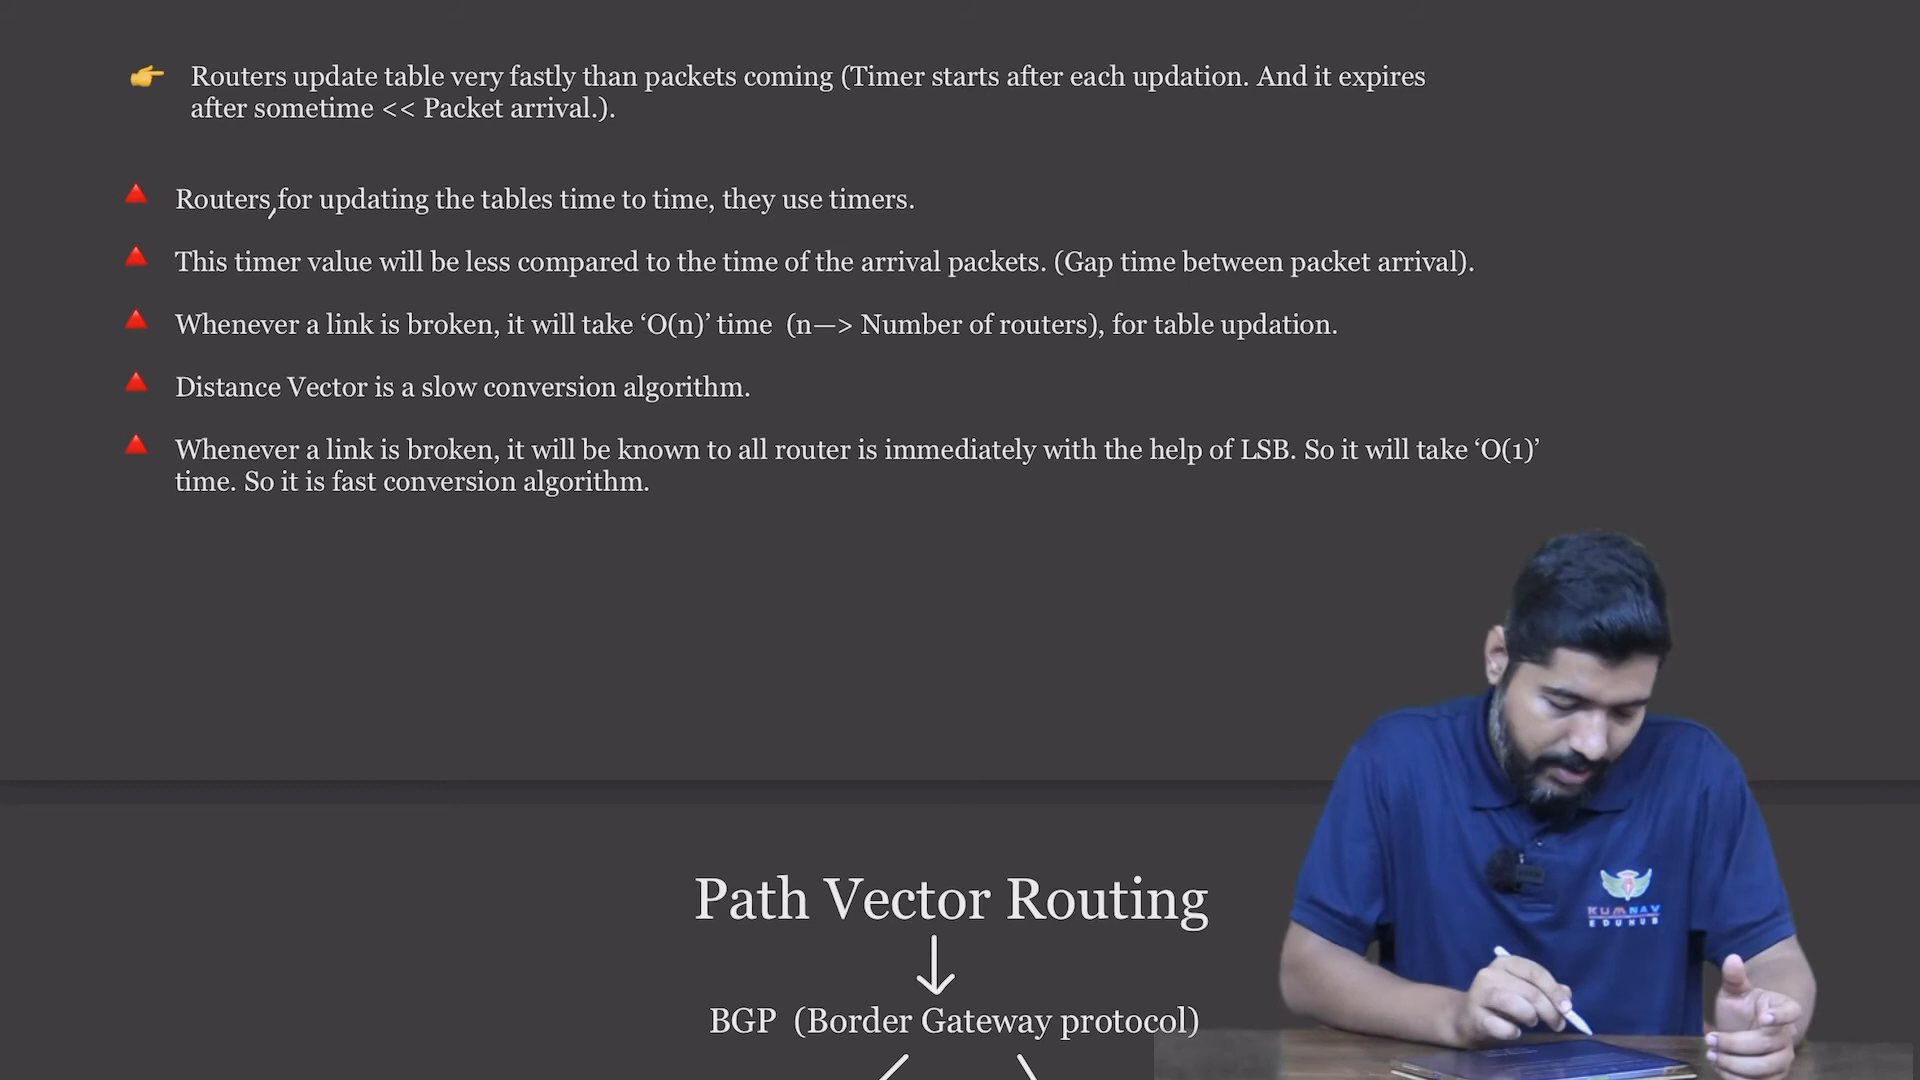 Routers update table very fastly than packets coming (Timer starts after each updation. And it expires
after sometime << Packet arrival.).
Routers,for updating the tables time to time, they use timers.
This timer value will be less compared to the time of the arrival packets. (Gap time between packet arrival).
Whenever a link is broken, it will take ‘O(n)’ time  (n—> Number of routers), for table updation.
Distance Vector is a slow conversion algorithm.
Whenever a link is broken, it will be known to all router is immediately with the help of LSB. So it will take ‘O(1)’
time. So it is fast conversion algorithm.
Path Vector Routing
BGP  (Border Gateway protocol)
KUMNAV
EDUHUB